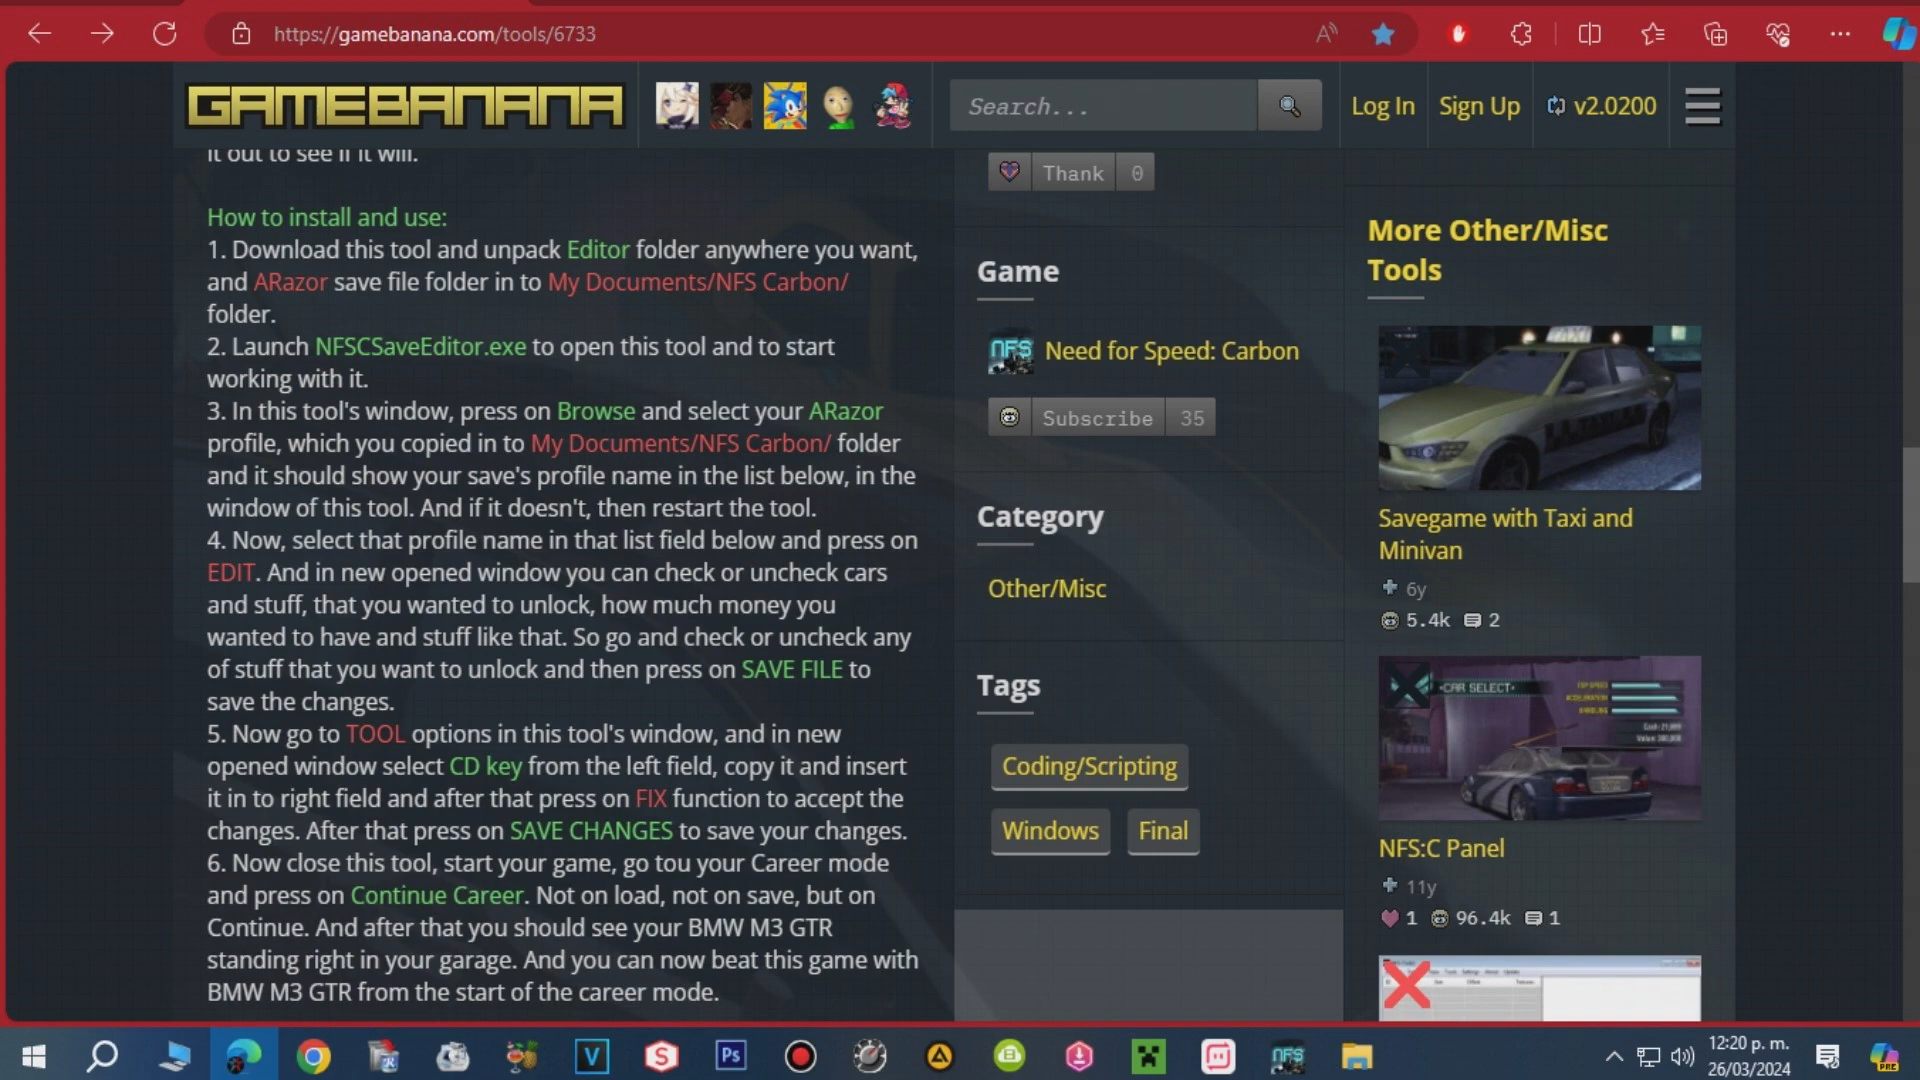 https://gamebanana.com/tools/6733
GAMEBANANA
Search...
Log In
Sign Up
v2.0200
it out to see if it will.
How to install and use:
1. Download this tool and unpack Editor folder anywhere you want,
and ARazor save file folder in to My Documents/NFS Carbon/
folder.
2. Launch NFSCSaveEditor.exe to open this tool and to start
working with it.
3. In this tool's window, press on Browse and select your ARazor
profile, which you copied in to My Documents/NFS Carbon/ folder
and it should show your save's profile name in the list below, in the
window of this tool. And if it doesn't, then restart the tool.
4. Now, select that profile name in that list field below and press on
EDIT. And in new opened window you can check or uncheck cars
and stuff, that you wanted to unlock, how much money you
wanted to have and stuff like that. So go and check or uncheck any
of stuff that you want to unlock and then press on SAVE FILE to
save the changes.
5. Now go to TOOL options in this tool's window, and in new
opened window select CD key from the left field, copy it and insert
it in to right field and after that press on FIX function to accept the
changes. After that press on SAVE CHANGES to save your changes.
6. Now close this tool, start your game, go tou your Career mode
and press on Continue Career. Not on load, not on save, but on
Continue. And after that you should see your BMW M3 GTR
standing right in your garage. And you can now beat this game with
BMW M3 GTR from the start of the career mode.
Thank 0
Game
NFS
Need for Speed: Carbon
Subscribe 35
Category
Other/Misc
Tags
Coding/Scripting
Windows
Final
More Other/Misc
Tools
Savegame with Taxi and
Minivan
6y
5.4k 2
CAR SELECT
NFS:C Panel
11y
1 96.4k 1
V
S
Ps
NFS
12:20 p. m.
26/03/2024
PRE